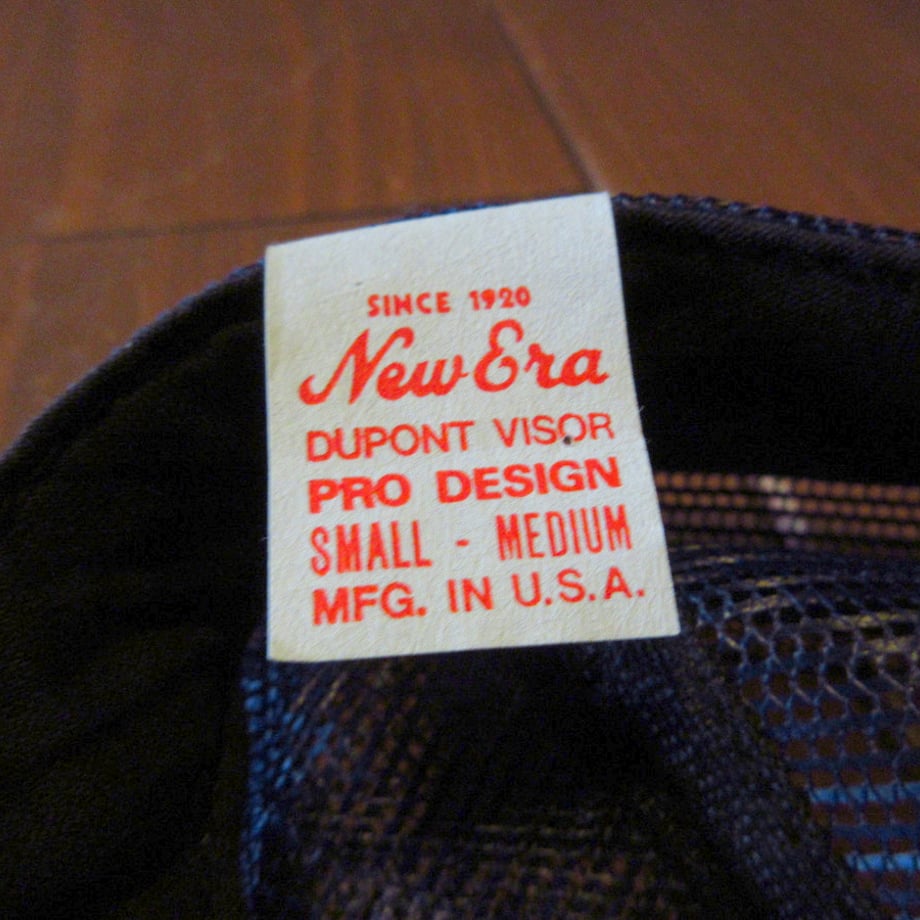 SINCE 1920
New Era
DUPONT VISOR
PRO DESIGN
SMALL - MEDIUM
MFG. IN U.S.A.